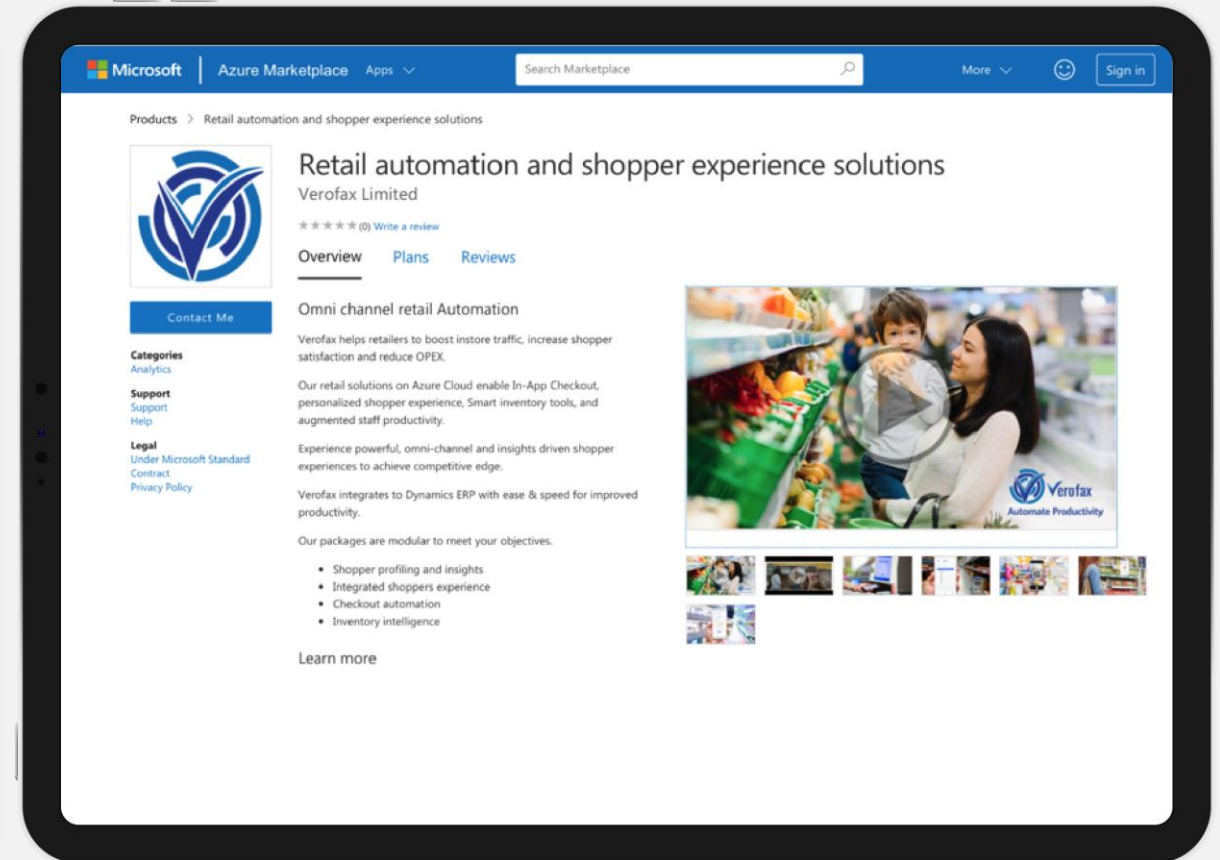 Microsoft
Azure Marketplace
Apps
Search Marketplace
More
Sign in
Products > Retail automation and shopper experience solutions
Retail automation and shopper experience solutions
Verofax Limited
(0) Write a review
Overview
Plans
Reviews
Contact Me
Categories
Analytics
Support
Support
Help
Legal
Under Microsoft Standard
Contract
Privacy Policy
Omni channel retail Automation
Verofax helps retailers to boost instore traffic, increase shopper
satisfaction and reduce OPEX.
Our retail solutions on Azure Cloud enable In-App Checkout,
personalized shopper experience, Smart inventory tools, and
augmented staff productivity.
Experience powerful, omni-channel and insights driven shopper
experiences to achieve competitive edge.
Verofax integrates to Dynamics ERP with ease & speed for improved
productivity.
Our packages are modular to meet your objectives.
• Shopper profiling and insights
• Integrated shoppers experience
• Checkout automation
• Inventory intelligence
Learn more
Verofax
Automate Productivity